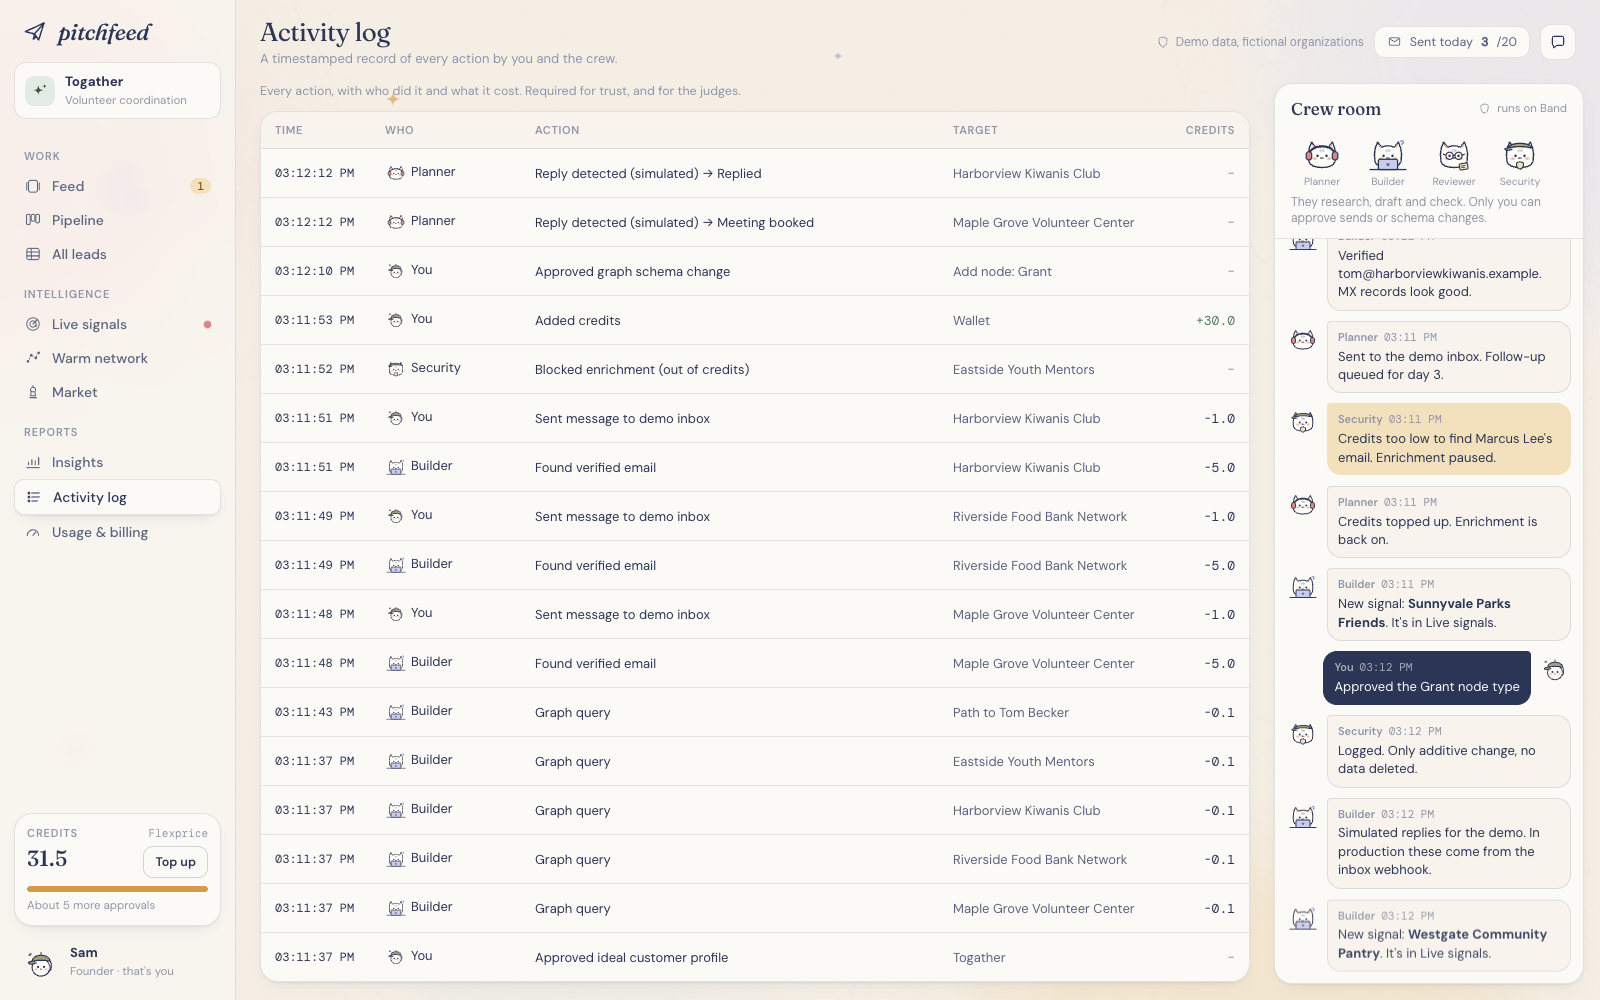 pitchfeed
Togather
Volunteer coordination
WORK
Feed 1
Pipeline
All leads
INTELLIGENCE
Live signals
Warm network
Market
REPORTS
Insights
Activity log
Usage & billing
CREDITS Flexprice
31.5 Top up
About 5 more approvals
Sam
Founder · that's you
Activity log
A timestamped record of every action by you and the crew.
Demo data, fictional organizations
Sent today 3 /20
Every action, with who did it and what it cost. Required for trust, and for the judges.
TIME WHO ACTION TARGET CREDITS
03:12:12 PM Planner Reply detected (simulated) → Replied Harborview Kiwanis Club –
03:12:12 PM Planner Reply detected (simulated) → Meeting booked Maple Grove Volunteer Center –
03:12:10 PM You Approved graph schema change Add node: Grant –
03:11:53 PM You Added credits Wallet +30.0
03:11:52 PM Security Blocked enrichment (out of credits) Eastside Youth Mentors –
03:11:51 PM You Sent message to demo inbox Harborview Kiwanis Club -1.0
03:11:51 PM Builder Found verified email Harborview Kiwanis Club -5.0
03:11:49 PM You Sent message to demo inbox Riverside Food Bank Network -1.0
03:11:49 PM Builder Found verified email Riverside Food Bank Network -5.0
03:11:48 PM You Sent message to demo inbox Maple Grove Volunteer Center -1.0
03:11:48 PM Builder Found verified email Maple Grove Volunteer Center -5.0
03:11:43 PM Builder Graph query Path to Tom Becker -0.1
03:11:37 PM Builder Graph query Eastside Youth Mentors -0.1
03:11:37 PM Builder Graph query Harborview Kiwanis Club -0.1
03:11:37 PM Builder Graph query Riverside Food Bank Network -0.1
03:11:37 PM Builder Graph query Maple Grove Volunteer Center -0.1
03:11:37 PM You Approved ideal customer profile Togather –
Crew room runs on Band
Planner Builder Reviewer Security
They research, draft and check. Only you can
approve sends or schema changes.
Verified
tom@harborviewkiwanis.example.
MX records look good.
Planner 03:11 PM
Sent to the demo inbox. Follow-up
queued for day 3.
Security 03:11 PM
Credits too low to find Marcus Lee's
email. Enrichment paused.
Planner 03:11 PM
Credits topped up. Enrichment is
back on.
Builder 03:11 PM
New signal: Sunnyvale Parks
Friends. It's in Live signals.
You 03:12 PM
Approved the Grant node type
Security 03:12 PM
Logged. Only additive change, no
data deleted.
Builder 03:12 PM
Simulated replies for the demo. In
production these come from the
inbox webhook.
Builder 03:12 PM
New signal: Westgate Community
Pantry. It's in Live signals.